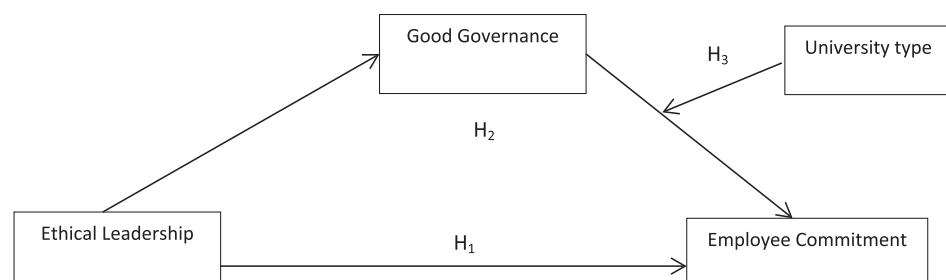 Good Governance
University type
H₃
H₂
Ethical Leadership
H₁
Employee Commitment